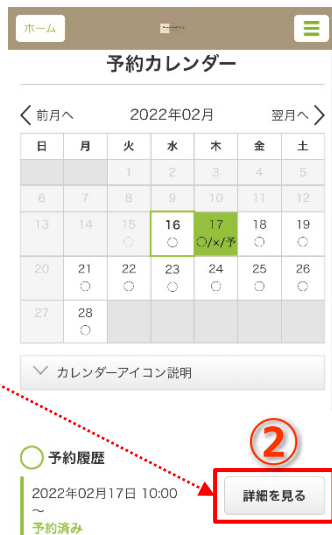 ホーム
予約カレンダー
前月へ 2022年02月 翌月へ
日 月 火 水 木 金 土
1 2 3 4 5
6 7 8 9 10 11 12
13 14 15 16 17 18 19
○ ○ ○/×/予 ○ ○
20 21 22 23 24 25 26
○ ○ ○ ○ ○ ○
27 28
○
カレンダーアイコン説明
②
予約履歴
2022年02月17日 10:00 詳細を見る
~
予約済み